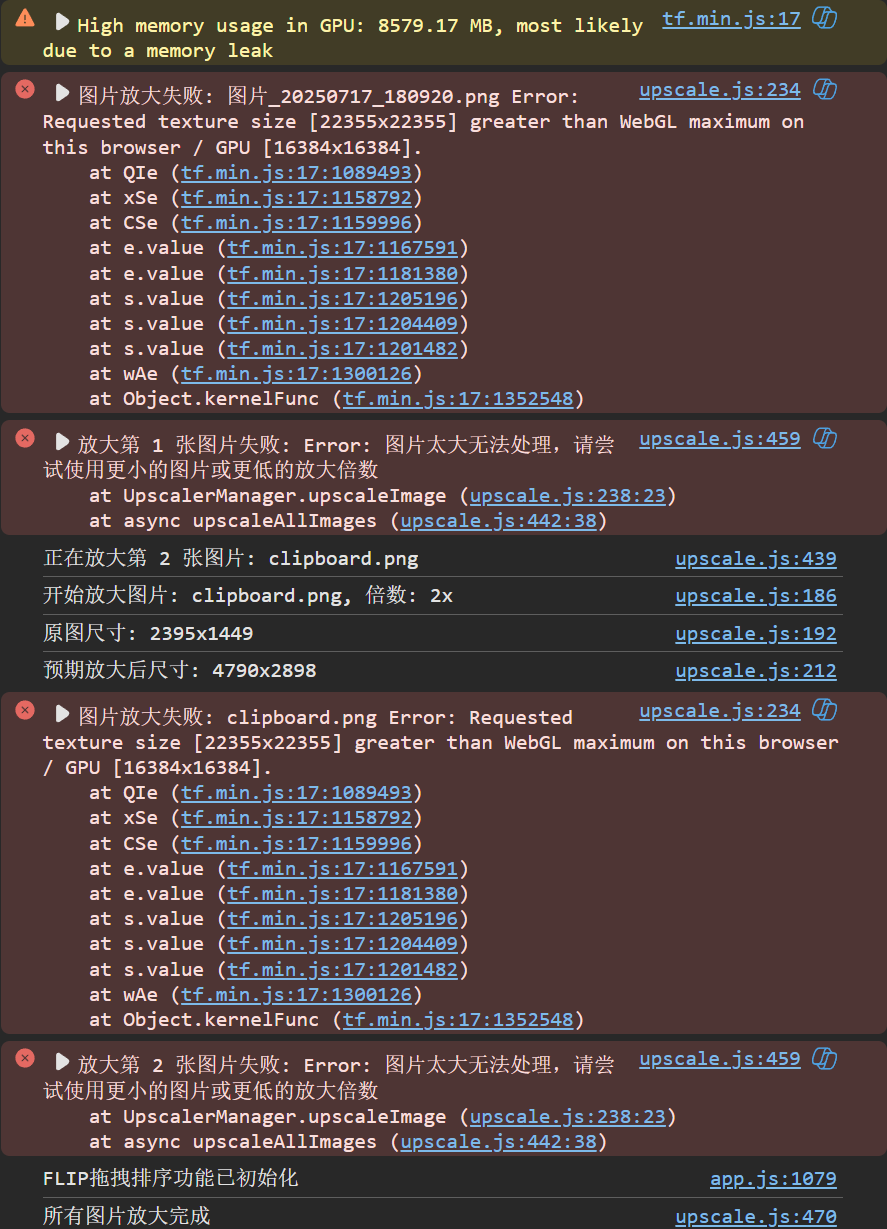 High memory usage in GPU: 8579.17 MB, most likely tf.min.js:17
due to a memory leak
图片放大失败: 图片_20250717_180920.png Error: upscale.js:234
Requested texture size [22355x22355] greater than WebGL maximum on
this browser / GPU [16384x16384].
at QIe (tf.min.js:17:1089493)
at xSe (tf.min.js:17:1158792)
at CSe (tf.min.js:17:1159996)
at e.value (tf.min.js:17:1167591)
at e.value (tf.min.js:17:1181380)
at s.value (tf.min.js:17:1205196)
at s.value (tf.min.js:17:1204409)
at s.value (tf.min.js:17:1201482)
at wAe (tf.min.js:17:1300126)
at Object.kernelFunc (tf.min.js:17:1352548)
放大第 1 张图片失败: Error: 图片太大无法处理，请尝 upscale.js:459
试使用更小的图片或更低的放大倍数
at UpscalerManager.upscaleImage (upscale.js:238:23)
at async upscaleAllImages (upscale.js:442:38)
正在放大第 2 张图片: clipboard.png upscale.js:439
开始放大图片: clipboard.png, 倍数: 2x upscale.js:186
原图尺寸: 2395x1449 upscale.js:192
预期放大后尺寸: 4790x2898 upscale.js:212
图片放大失败: clipboard.png Error: Requested upscale.js:234
texture size [22355x22355] greater than WebGL maximum on this browser
/ GPU [16384x16384].
at QIe (tf.min.js:17:1089493)
at xSe (tf.min.js:17:1158792)
at CSe (tf.min.js:17:1159996)
at e.value (tf.min.js:17:1167591)
at e.value (tf.min.js:17:1181380)
at s.value (tf.min.js:17:1205196)
at s.value (tf.min.js:17:1204409)
at s.value (tf.min.js:17:1201482)
at wAe (tf.min.js:17:1300126)
at Object.kernelFunc (tf.min.js:17:1352548)
放大第 2 张图片失败: Error: 图片太大无法处理，请尝 upscale.js:459
试使用更小的图片或更低的放大倍数
at UpscalerManager.upscaleImage (upscale.js:238:23)
at async upscaleAllImages (upscale.js:442:38)
FLIP拖拽排序功能已初始化 app.js:1079
所有图片放大完成 upscale.js:470